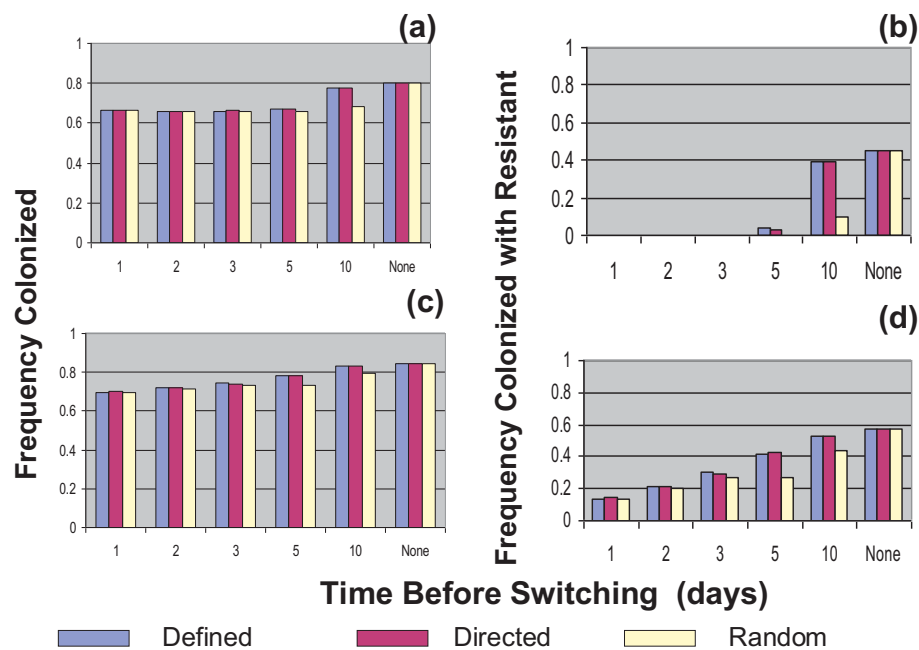 (a)
1
0.8
0.6
0.4
0.2
0
1 2 3 5 10 None
(b)
1
0.8
0.6
0.4
0.2
0
1 2 3 5 10 None
(c)
1
0.8
0.6
0.4
0.2
0
1 2 3 5 10 None
(d)
1
0.8
0.6
0.4
0.2
0
1 2 3 5 10 None
Frequency Colonized
Frequency Colonized with Resistant
Time Before Switching (days)
Defined Directed Random